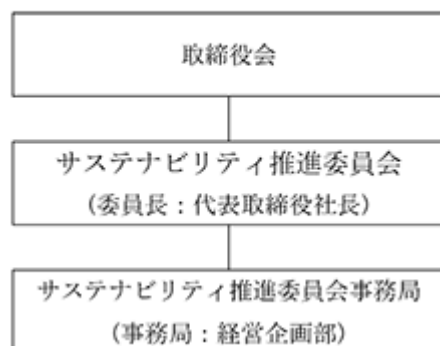 取締役会
サステナビリティ推進委員会
(委員長：代表取締役社長)
サステナビリティ推進委員会事務局
(事務局：経営企画部)